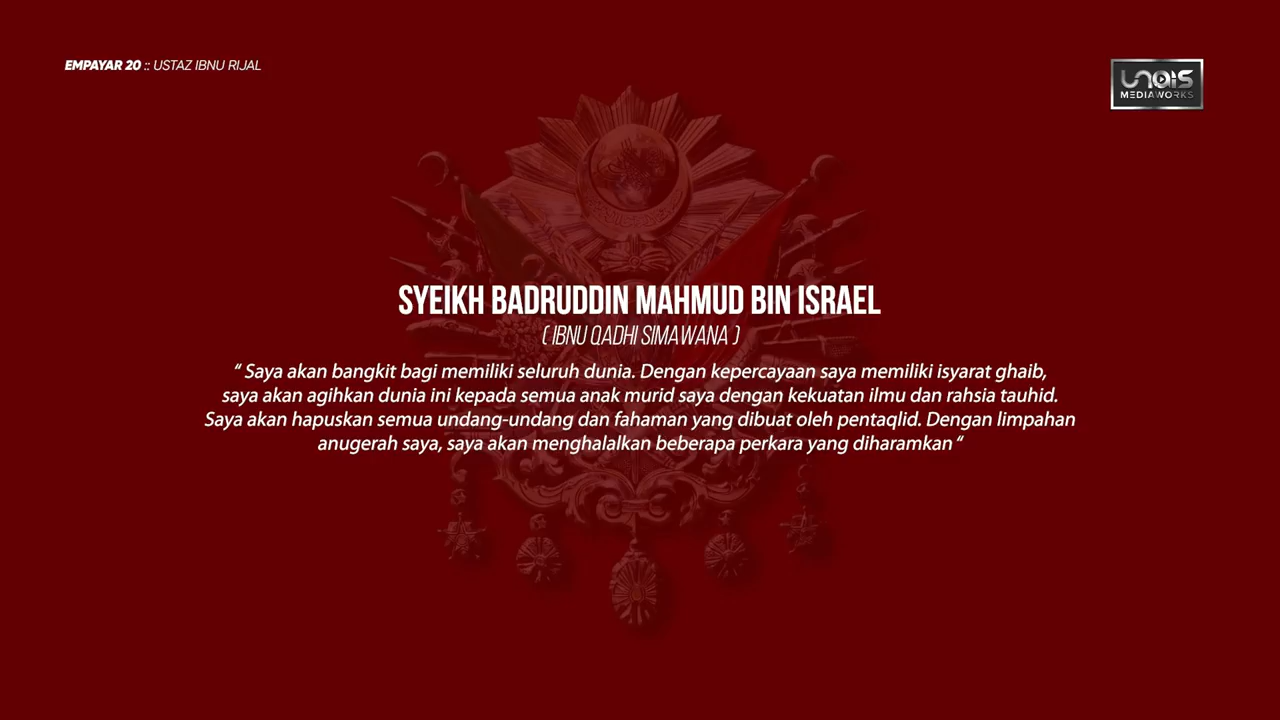 EMPAYAR 20 :: USTAZ IBNU RIJAL
UNAIS
MEDIAWORKS
SYEIKH BADRUDDIN MAHMUD BIN ISRAEL
( IBNU QADHI SIMAWANA )
“ Saya akan bangkit bagi memiliki seluruh dunia. Dengan kepercayaan saya memiliki isyarat ghaib,
saya akan agihkan dunia ini kepada semua anak murid saya dengan kekuatan ilmu dan rahsia tauhid.
Saya akan hapuskan semua undang-undang dan fahaman yang dibuat oleh pentaqlid. Dengan limpahan
anugerah saya, saya akan menghalalkan beberapa perkara yang diharamkan “